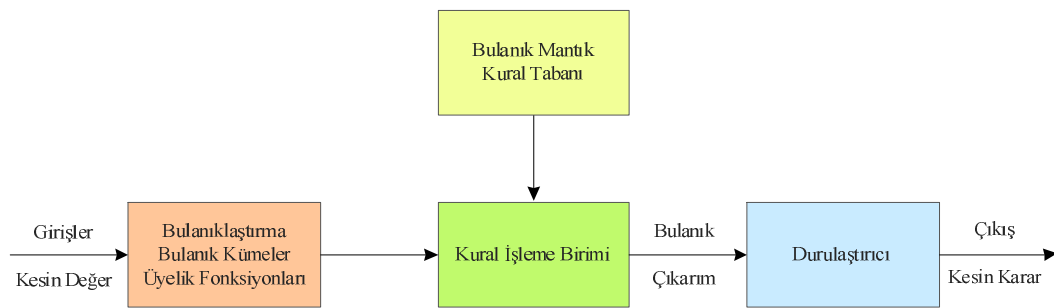 Bulanık Mantık
Kural Tabanı
Girişler
Kesin Değer
Bulanıklaştırma
Bulanık Kümeler
Üyelik Fonksiyonları
Kural İşleme Birimi
Bulanık
Çıkarım
Durulaştırıcı
Çıkış
Kesin Karar